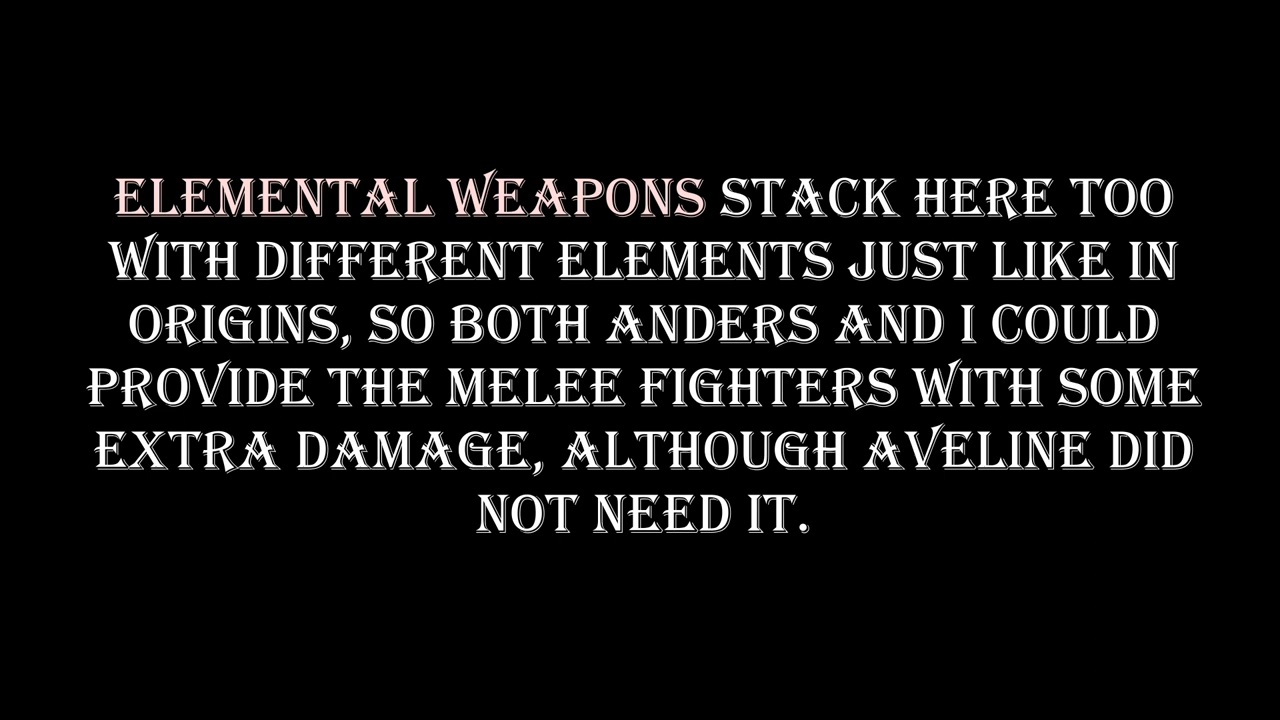 ELEMENTAL WEAPONS STACK HERE TOO
WITH DIFFERENT ELEMENTS JUST LIKE IN
ORIGINS, SO BOTH ANDERS AND I COULD
PROVIDE THE MELEE FIGHTERS WITH SOME
EXTRA DAMAGE, ALTHOUGH AVELINE DID
NOT NEED IT.